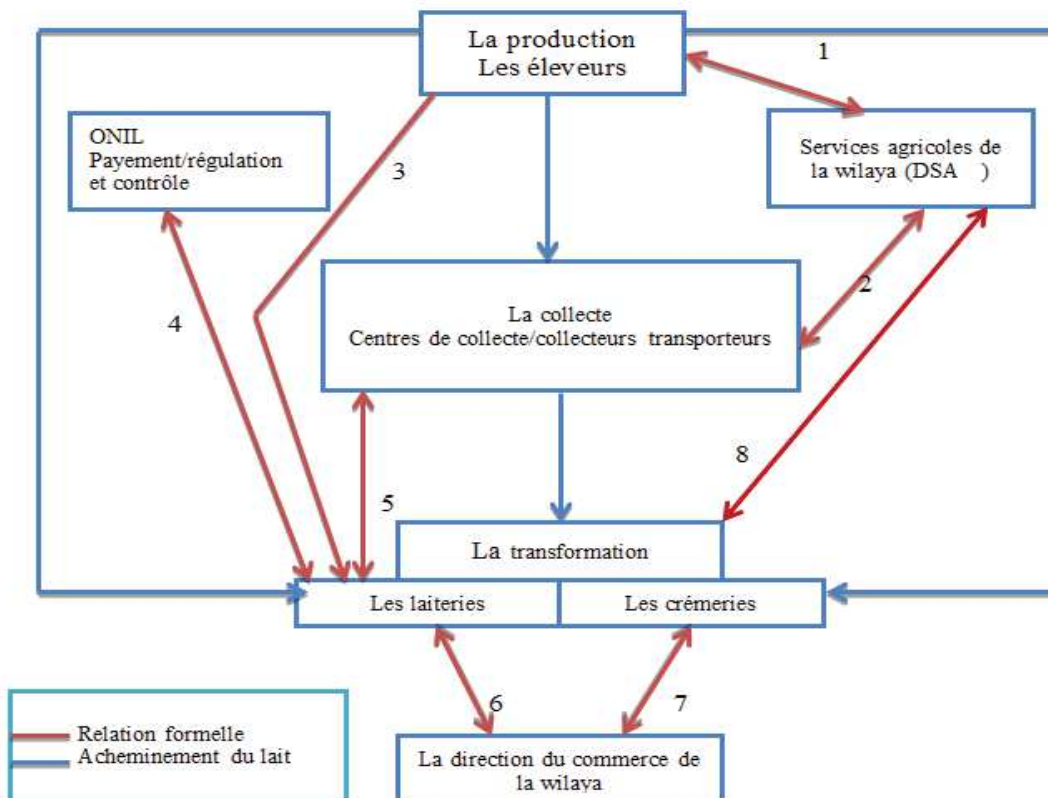 La production
Les éleveurs
1
ONIL
Payement/régulation
et contrôle
3
Services agricoles de
la wilaya (DSA )
2
4
La collecte
Centres de collecte/collecteurs transporteurs
8
5
La transformation
Les laiteries
Les crémeries
6
7
Relation formelle
Acheminement du lait
La direction du commerce de
la wilaya